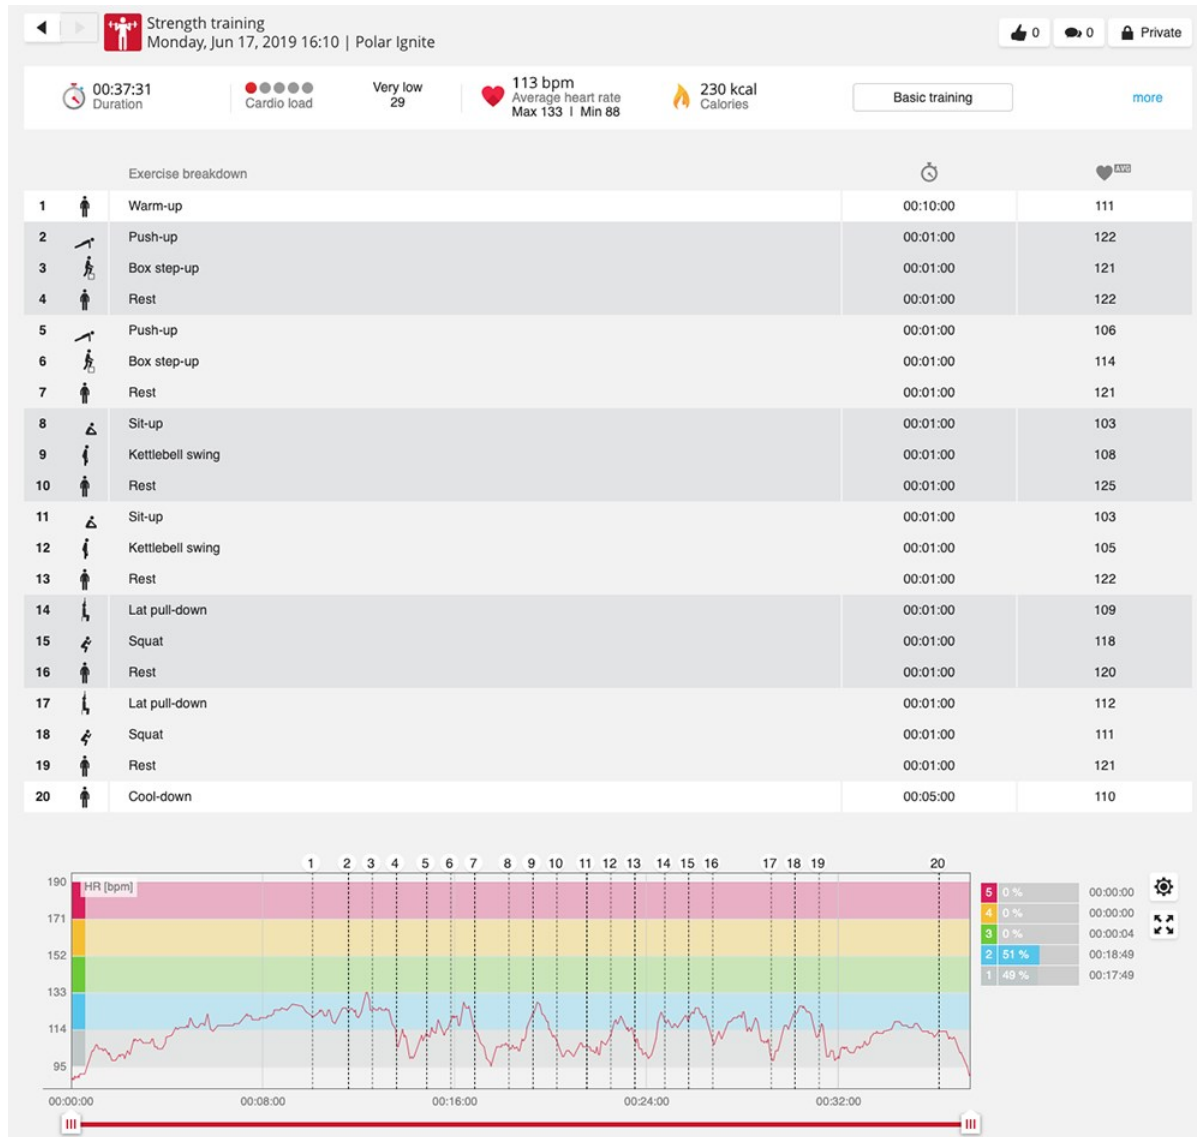 Strength training
Monday, Jun 17, 2019 16:10 | Polar Ignite
0 0 Private
00:37:31 Duration
Cardio load
Very low 29
113 bpm
Average heart rate
Max 133 | Min 88
230 kcal
Calories
Basic training
more
Exercise breakdown AVG
1 Warm-up 00:10:00 111
2 Push-up 00:01:00 122
3 Box step-up 00:01:00 121
4 Rest 00:01:00 122
5 Push-up 00:01:00 106
6 Box step-up 00:01:00 114
7 Rest 00:01:00 121
8 Sit-up 00:01:00 103
9 Kettlebell swing 00:01:00 108
10 Rest 00:01:00 125
11 Sit-up 00:01:00 103
12 Kettlebell swing 00:01:00 105
13 Rest 00:01:00 122
14 Lat pull-down 00:01:00 109
15 Squat 00:01:00 118
16 Rest 00:01:00 120
17 Lat pull-down 00:01:00 112
18 Squat 00:01:00 111
19 Rest 00:01:00 121
20 Cool-down 00:05:00 110
1 2 3 4 5 6 7 8 9 10 11 12 13 14 15 16 17 18 19 20
HR [bpm]
190
171
152
133
114
95
00:00:00 00:08:00 00:16:00 00:24:00 00:32:00
5 0 % 00:00:00
4 0 % 00:00:00
3 0 % 00:00:04
2 51 % 00:18:49
1 49 % 00:17:49